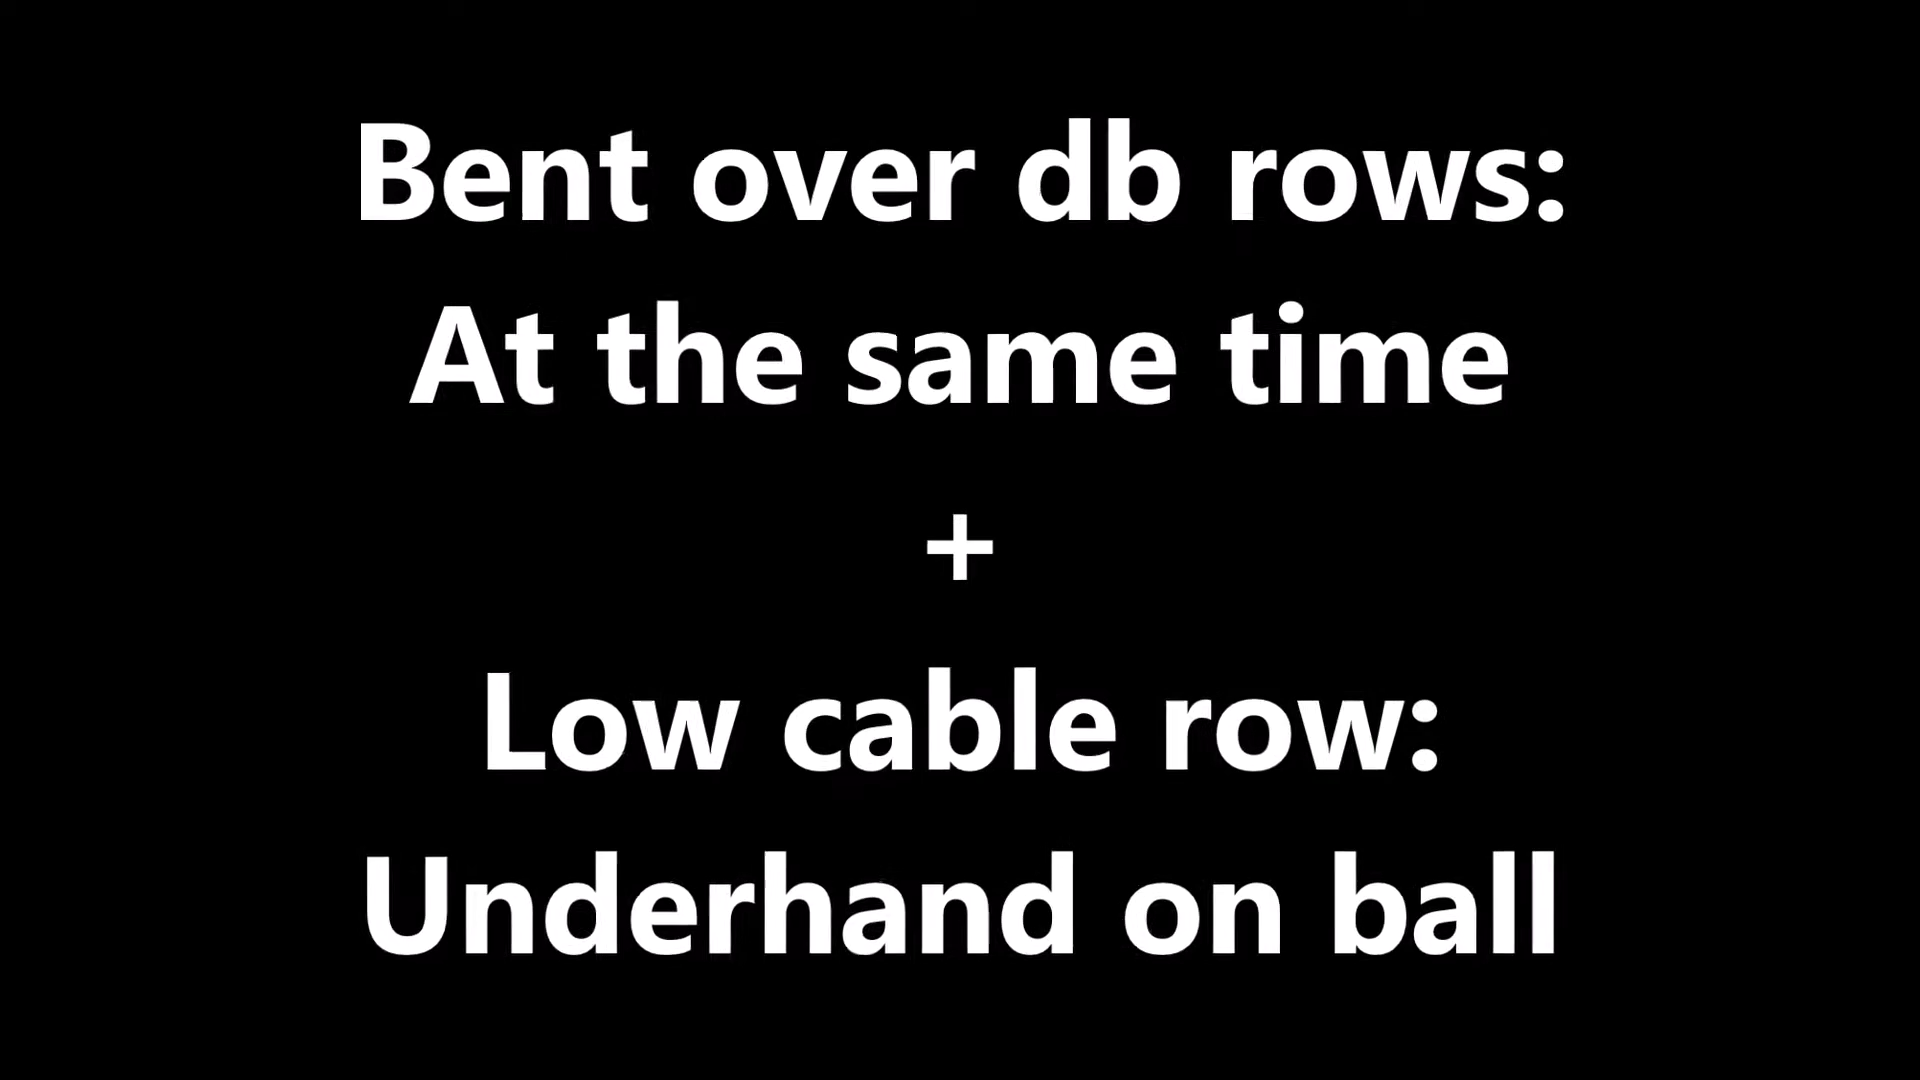 Bent over db rows:
At the same time
+
Low cable row:
Underhand on ball